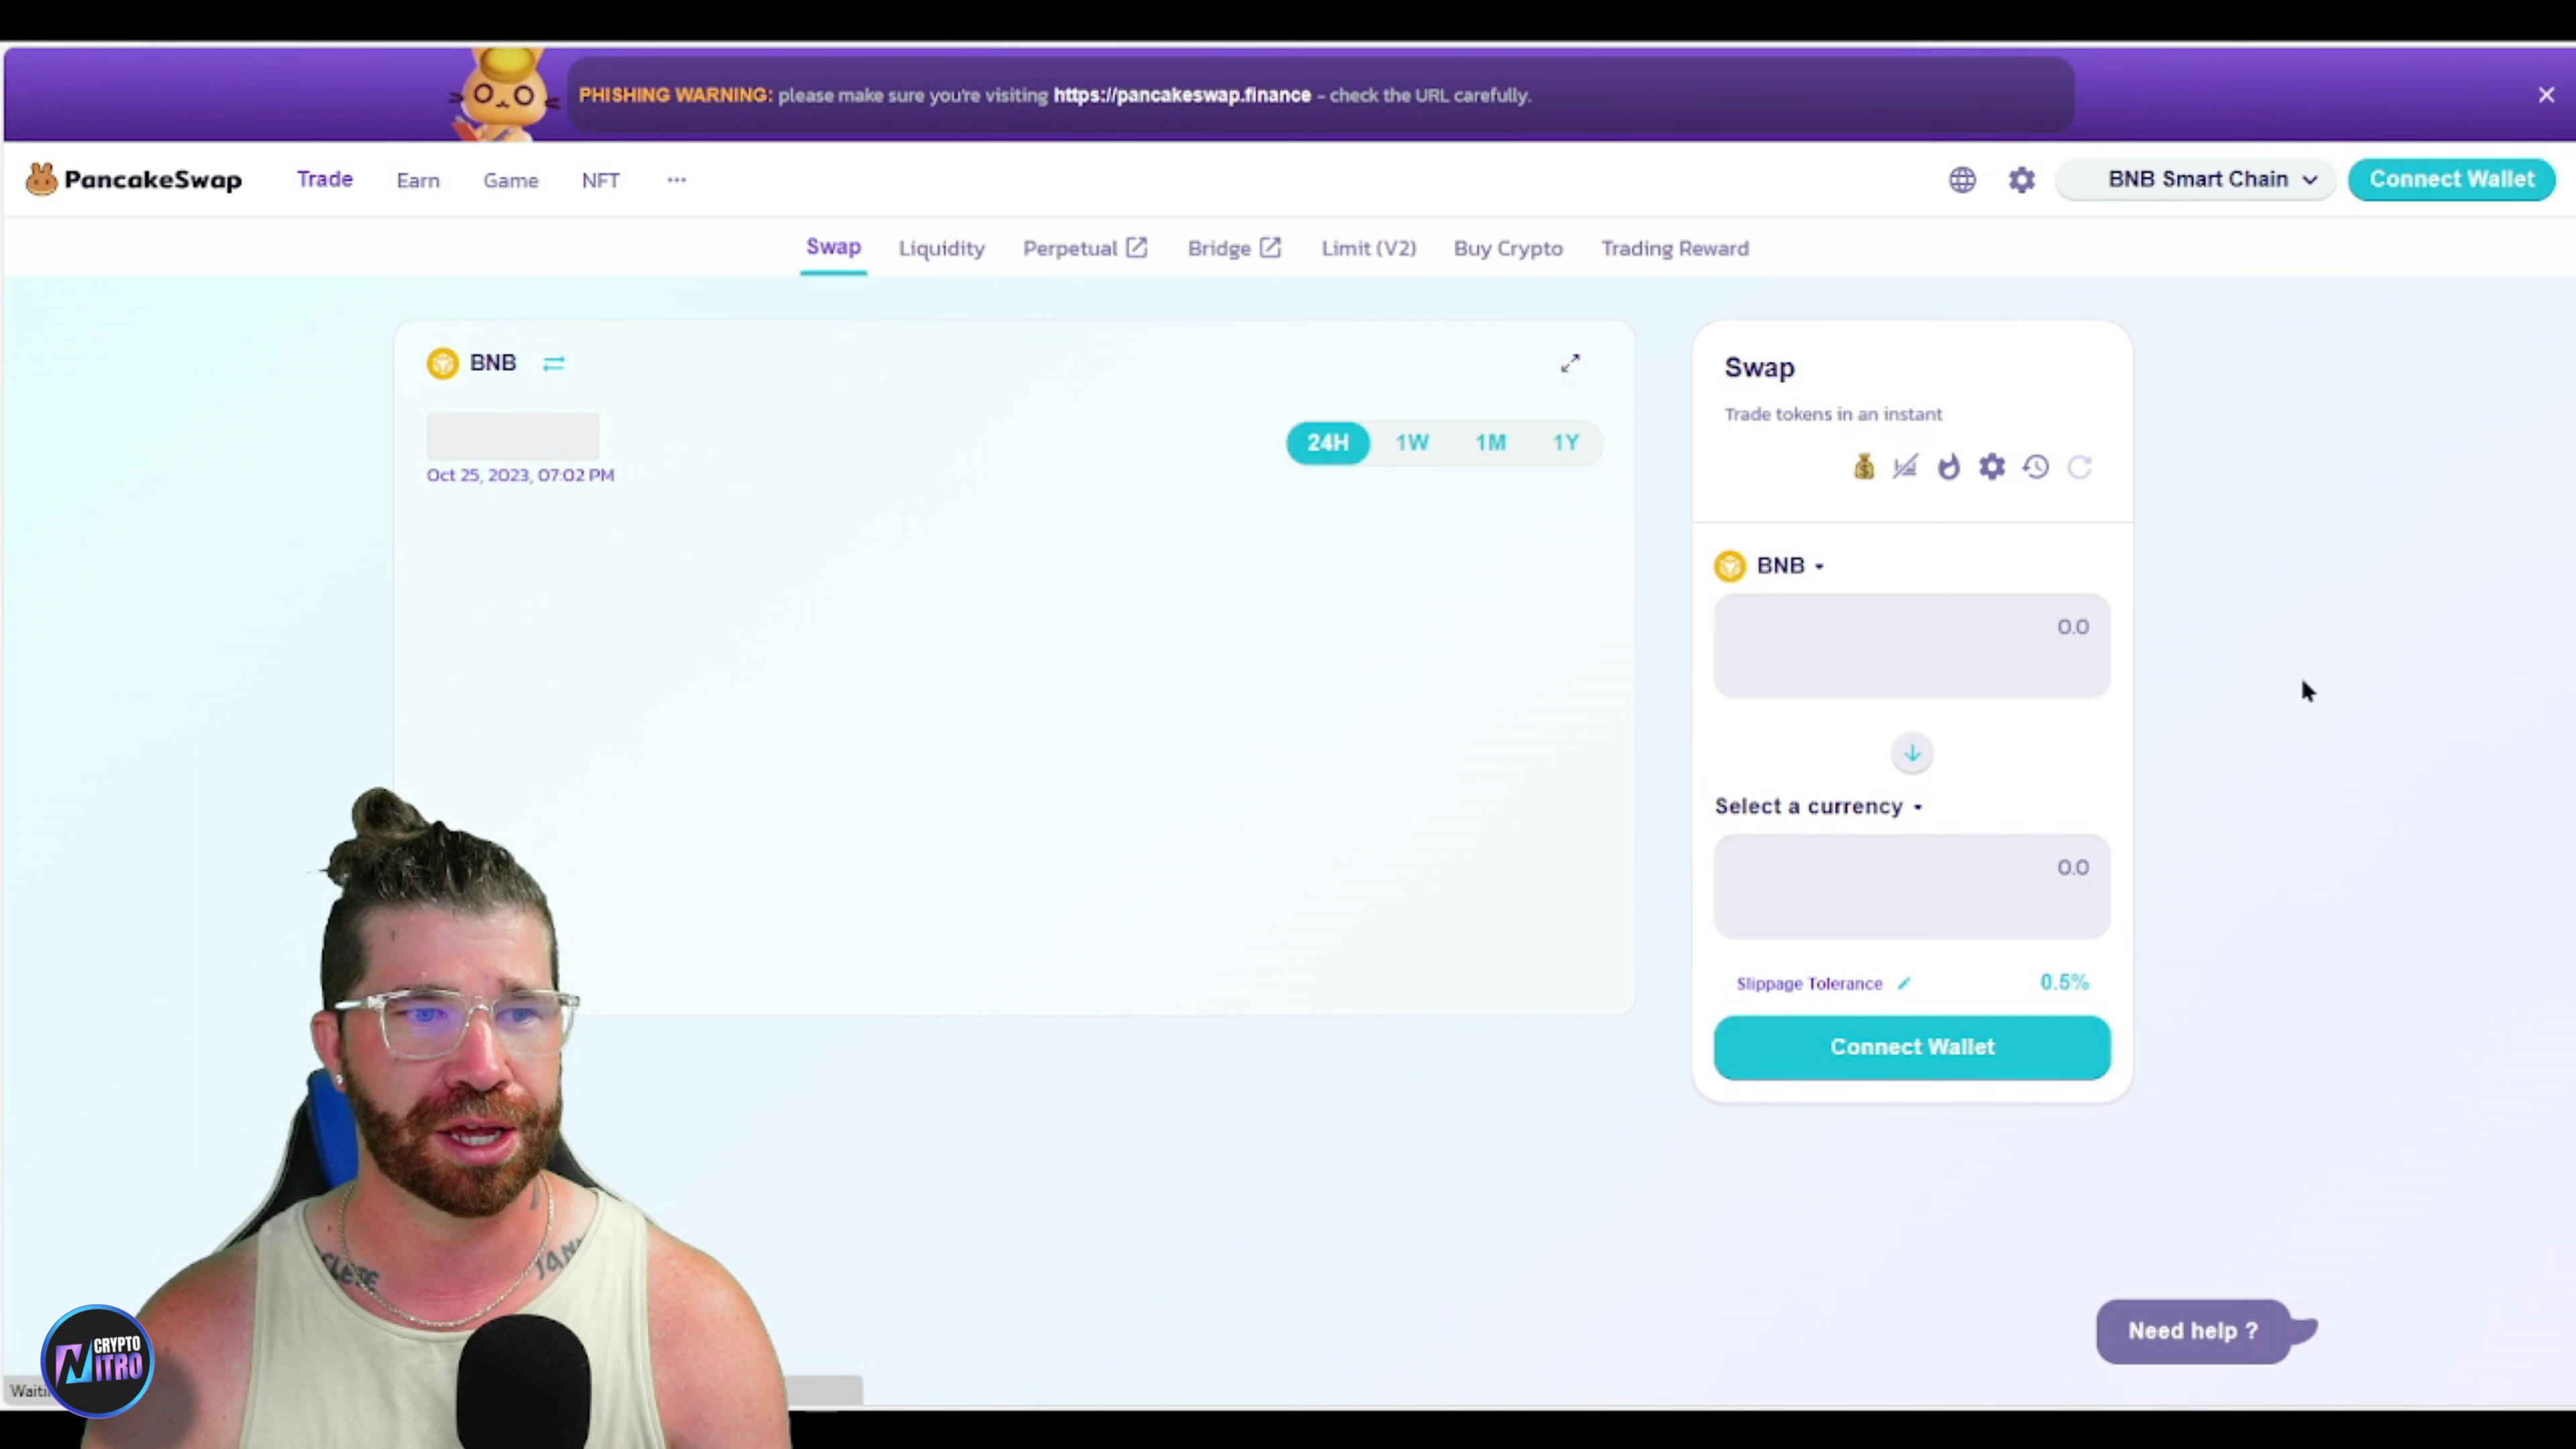 PHISHING WARNING: please make sure you're visiting https://pancakeswap.finance - check the URL carefully.
PancakeSwap Trade Earn Game NFT ... BNB Smart Chain Connect Wallet
Swap Liquidity Perpetual Bridge Limit (V2) Buy Crypto Trading Reward
BNB
Oct 25, 2023, 07:02 PM
24H 1W 1M 1Y
Swap
Trade tokens in an instant
BNB
0.0
Select a currency
0.0
Slippage Tolerance 0.5%
Connect Wallet
Need help ?
CRYPTO
NITRO